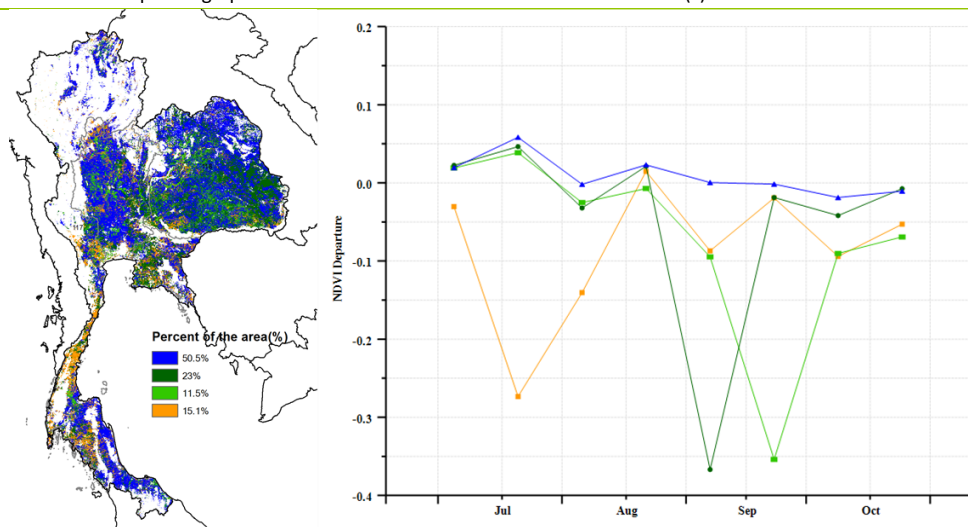 Percent of the area(%)
50.5%
23%
11.5%
15.1%
117
NDVI Departure
0.2
0.1
0.0
-0.1
-0.2
-0.3
-0.4
Jul
Aug
Sep
Oct